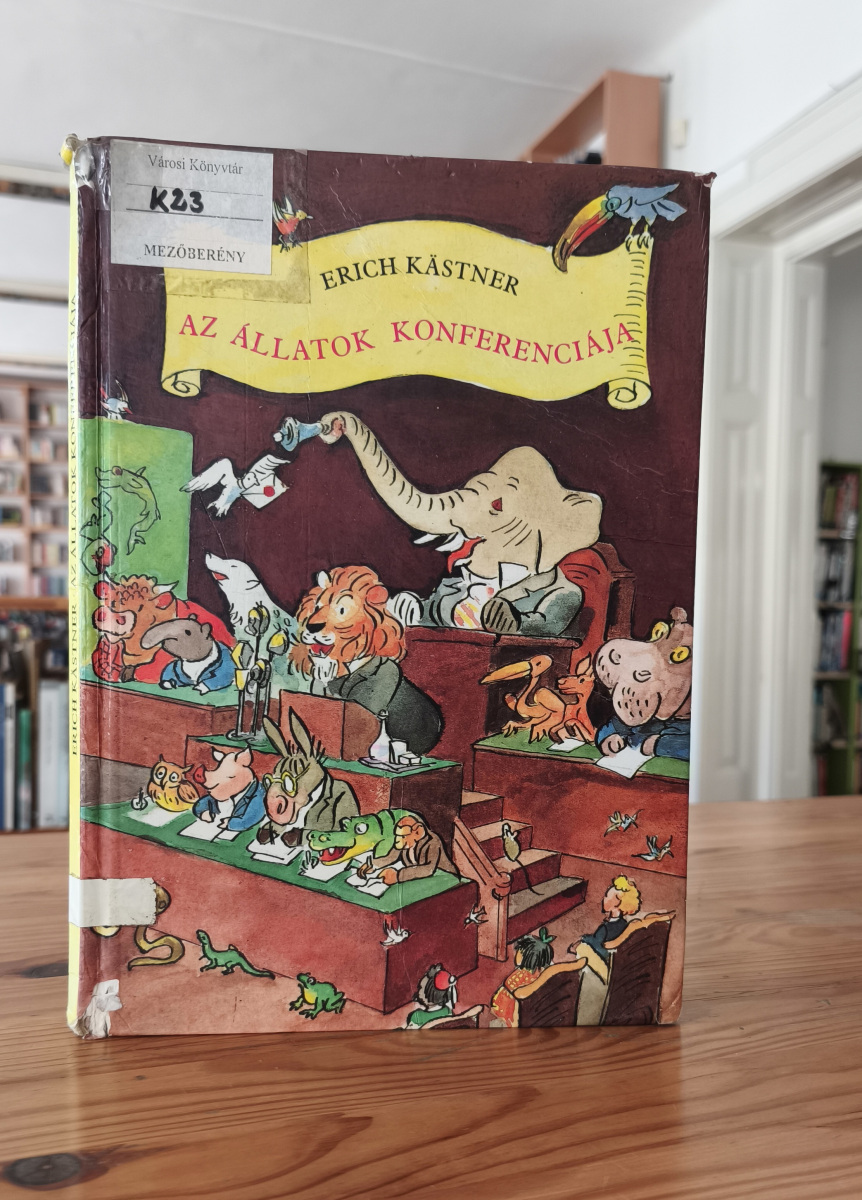 Városi Könyvtár
K23
MEZŐBERÉNY
ERICH KÄSTNER
AZ ÁLLATOK KONFERENCIÁJA
ERICH KÄSTNER AZ ÁLLATOK KONFERENCIÁJA